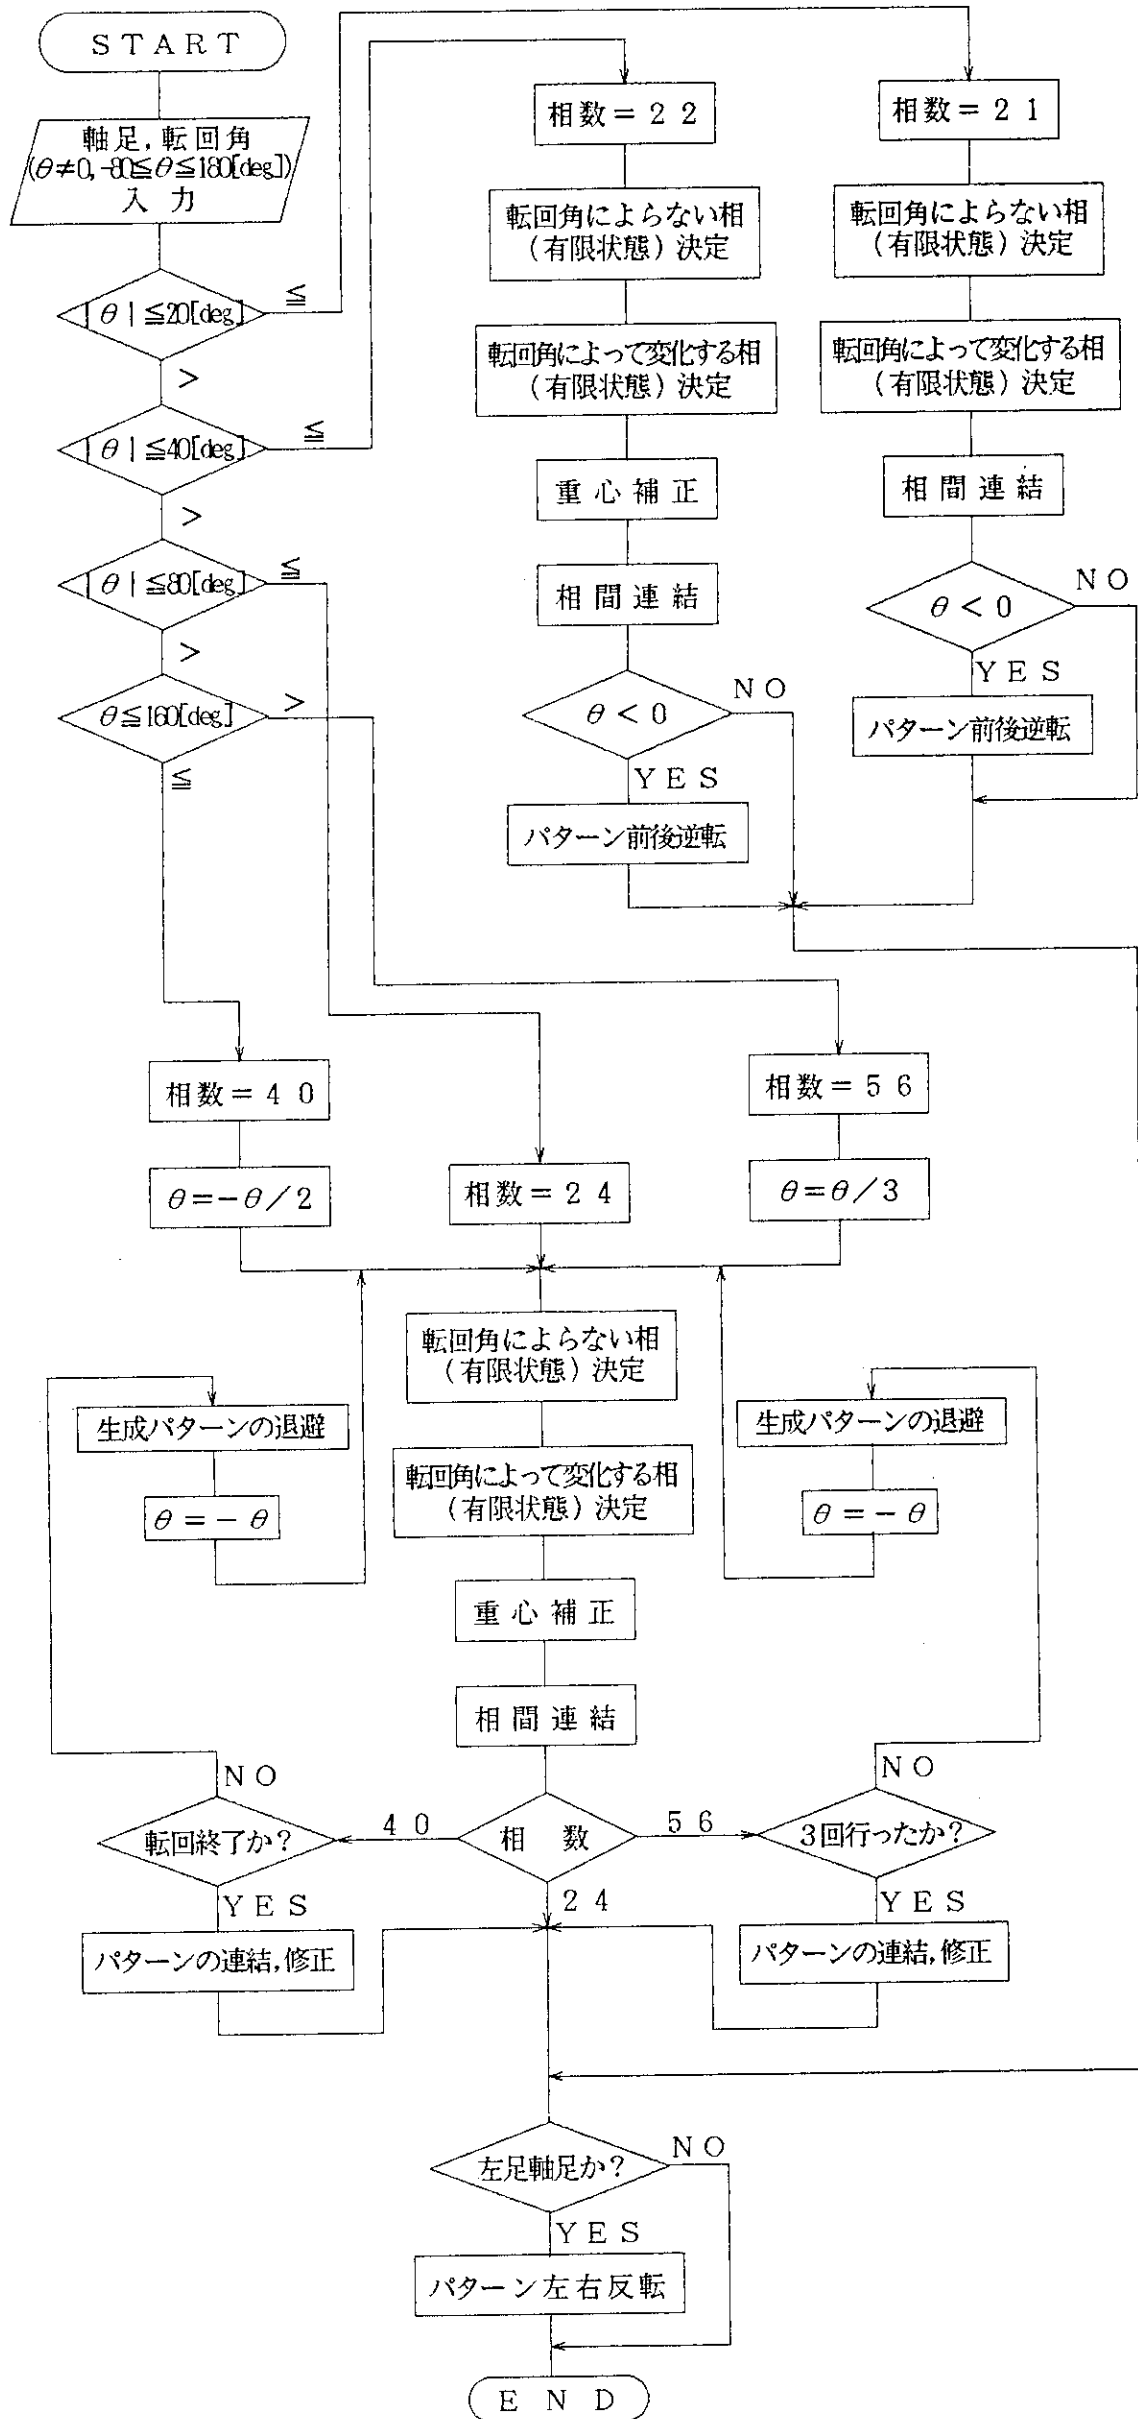 START
軸足,転回角
(θ≠0,-80≦θ≦180[deg])
入力
|θ|≦20[deg]
≦
>
|θ|≦40[deg]
≦
>
|θ|≦80[deg]
≦
>
θ≦160[deg]
>
≦
相数=22
転回角によらない相
(有限状態)決定
転回角によって変化する相
(有限状態)決定
重心補正
相間連結
θ<0
NO
YES
パターン前後逆転
相数=21
転回角によらない相
(有限状態)決定
転回角によって変化する相
(有限状態)決定
相間連結
θ<0
NO
YES
パターン前後逆転
相数=40
θ=-θ/2
相数=24
相数=56
θ=θ/3
転回角によらない相
(有限状態)決定
転回角によって変化する相
(有限状態)決定
重心補正
相間連結
生成パターンの退避
θ=-θ
生成パターンの退避
θ=-θ
NO
転回終了か?
YES
パターンの連結,修正
40
相数
56
24
NO
3回行ったか?
YES
パターンの連結,修正
左足軸足か?
NO
YES
パターン左右反転
END